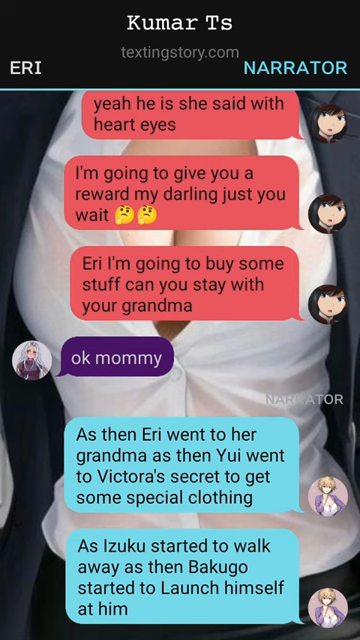 Kumar Ts
textingstory.com
ERI
NARRATOR
yeah he is she said with
heart eyes
I'm going to give you a
reward my darling just you
wait 🤔🤔
Eri I'm going to buy some
stuff can you stay with
your grandma
ok mommy
NARRATOR
As then Eri went to her
grandma as then Yui went
to Victora's secret to get
some special clothing
As Izuku started to walk
away as then Bakugo
started to Launch himself
at him